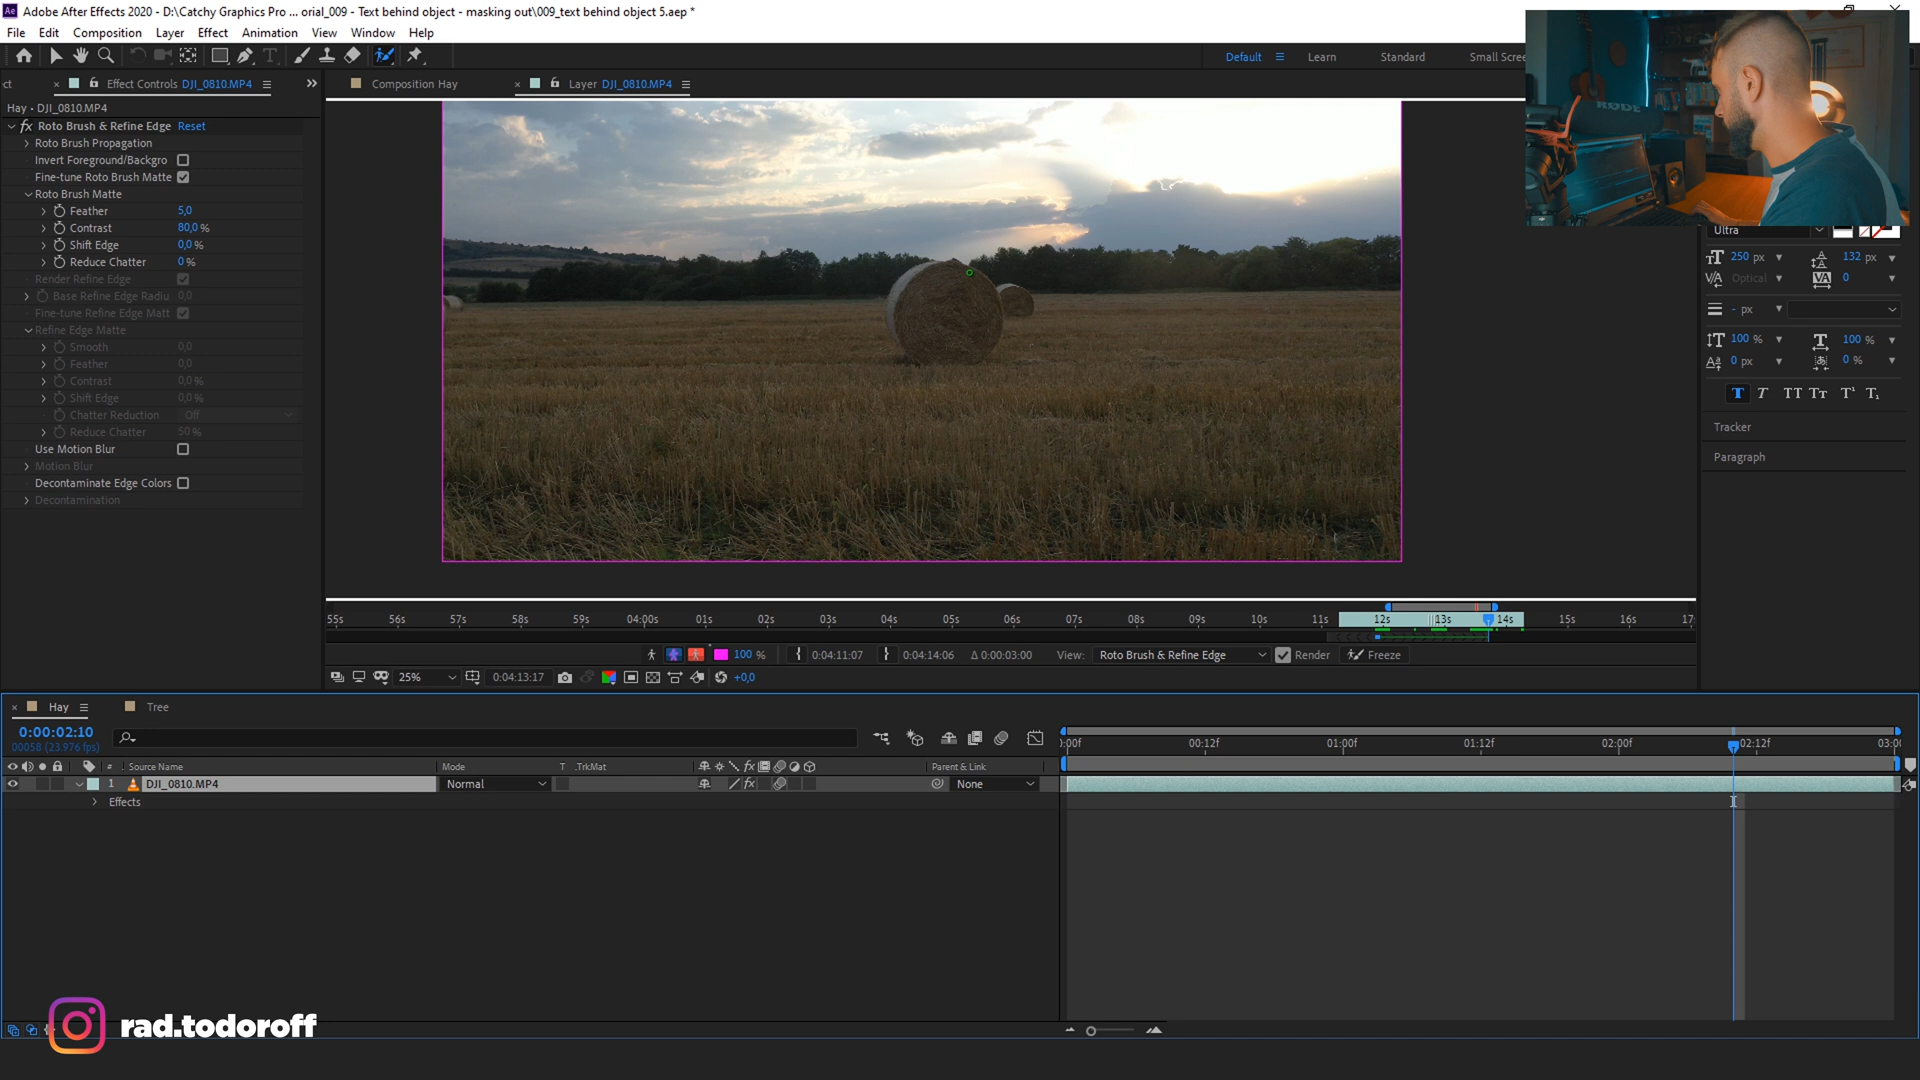 Adobe After Effects 2020 - D:\Catchy Graphics Pro ... orial_009 - Text behind object - masking out\009_text behind object 5.aep *
File Edit Composition Layer Effect Animation View Window Help
Default Learn Standard Small Scree
ct Effect Controls DJI_0810.MP4
Composition Hay
Layer DJI_0810.MP4
Hay - DJI_0810.MP4
fx Roto Brush & Refine Edge Reset
Roto Brush Propagation
Invert Foreground/Backgro
Fine-tune Roto Brush Matte
Roto Brush Matte
Feather 5,0
Contrast 80,0 %
Shift Edge 0,0 %
Reduce Chatter 0 %
Render Refine Edge
Base Refine Edge Radiu 0,0
Fine-tune Refine Edge Matt
Refine Edge Matte
Smooth 0,0
Feather 0,0
Contrast 0,0 %
Shift Edge 0,0 %
Chatter Reduction Off
Reduce Chatter 50 %
Use Motion Blur
Motion Blur
Decontaminate Edge Colors
Decontamination
RØDE
Ultra
250 px 132 px
Optical 0
- px
100 % 100 %
0 px 0 %
T T TT Tt T¹ T₁
Tracker
Paragraph
55s 56s 57s 58s 59s 04:00s 01s 02s 03s 04s 05s 06s 07s 08s 09s 10s 11s 12s 13s 14s 15s 16s 17
100 % 0:04:11:07 0:04:14:06 Δ 0:00:03:00 View: Roto Brush & Refine Edge Render Freeze
25% 0:04:13:17 +0,0
Hay Tree
0:00:02:10
00058 (23.976 fps)
):00f 00:12f 01:00f 01:12f 02:00f 02:12f 03:0(
# Source Name Mode T .TrkMat fx Parent & Link
1 DJI_0810.MP4 Normal fx None
Effects
rad.todoroff